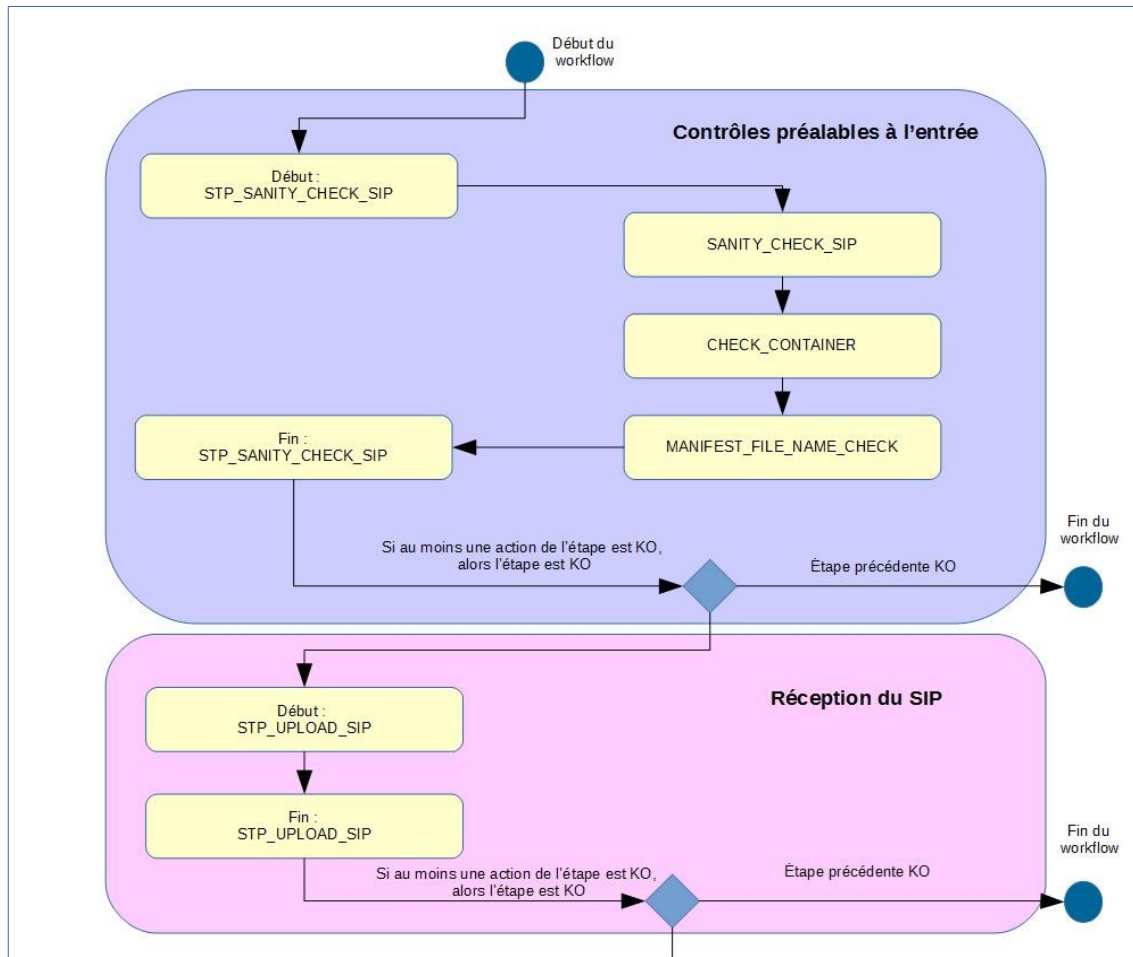 Début du
workflow
Contrôles préalables à l’entrée
Début :
STP_SANITY_CHECK_SIP
SANITY_CHECK_SIP
CHECK_CONTAINER
Fin :
STP_SANITY_CHECK_SIP
MANIFEST_FILE_NAME_CHECK
Si au moins une action de l’étape est KO,
alors l’étape est KO
Étape précédente KO
Fin du
workflow
Réception du SIP
Début :
STP_UPLOAD_SIP
Fin :
STP_UPLOAD_SIP
Si au moins une action de l’étape est KO,
alors l’étape est KO
Étape précédente KO
Fin du
workflow